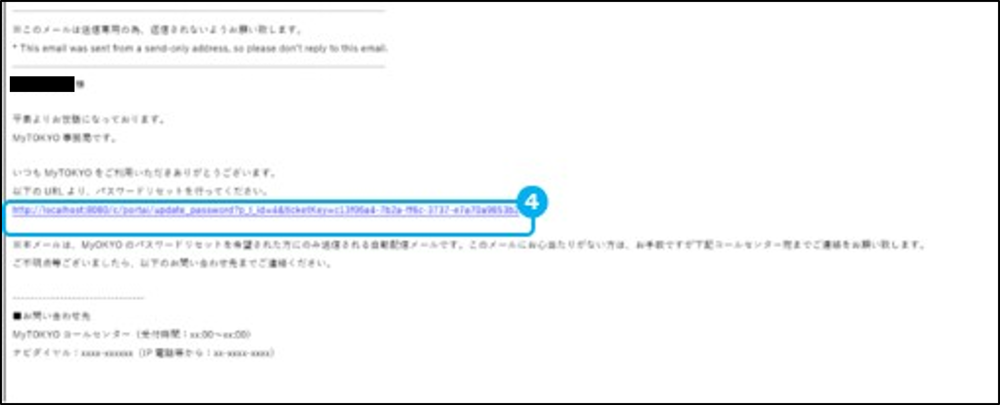 ※このメールは送信専用の為、返信されないようお願い致します。
* This email was sent from a send-only address, so please don't reply to this email.
様
平素よりお世話になっております。
MyTOKYO 事務局です。
いつも MyTOKYO をご利用いただきありがとうございます。
以下の URL より、パスワードリセットを行ってください。
4
http://localhost:8080/c/portal/update_password?p_l_id=4&ticketKey=
※本メールは、MyOKYO のパスワードリセットを希望された方にのみ送信される自動配信メールです。このメールにお心当たりがない方は、お手数ですが下記コールセンター宛までご連絡をお願い致します。
ご不明点等ございましたら、以下のお問い合わせ先までご連絡ください。
----------------------------------
■お問い合わせ先
MyTOKYO コールセンター（受付時間：xx:00～xx:00）
ナビダイヤル：xxxx-xxxxxx（IP 電話等から：xx-xxxx-xxxx）